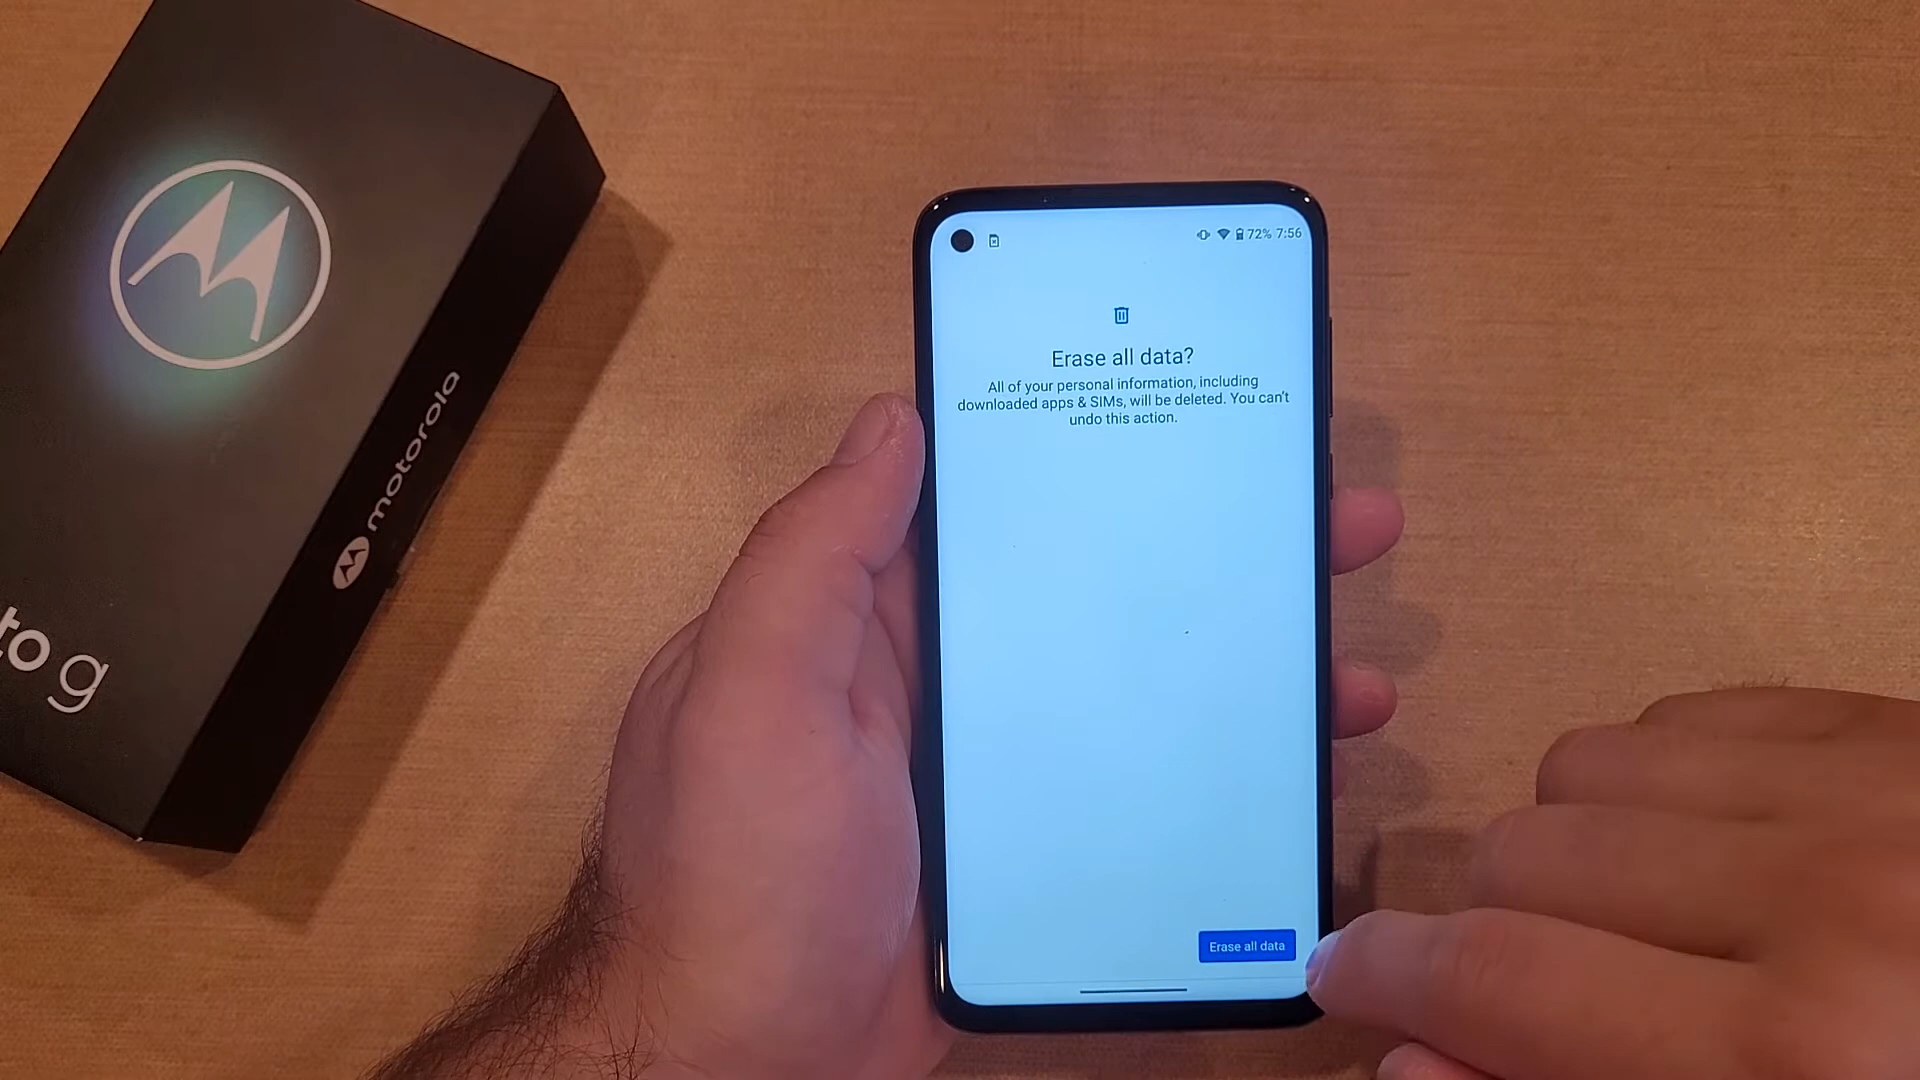 motorola
to g
72% 7:56
Erase all data?
All of your personal information, including
downloaded apps & SIMs, will be deleted. You can't
undo this action.
Erase all data